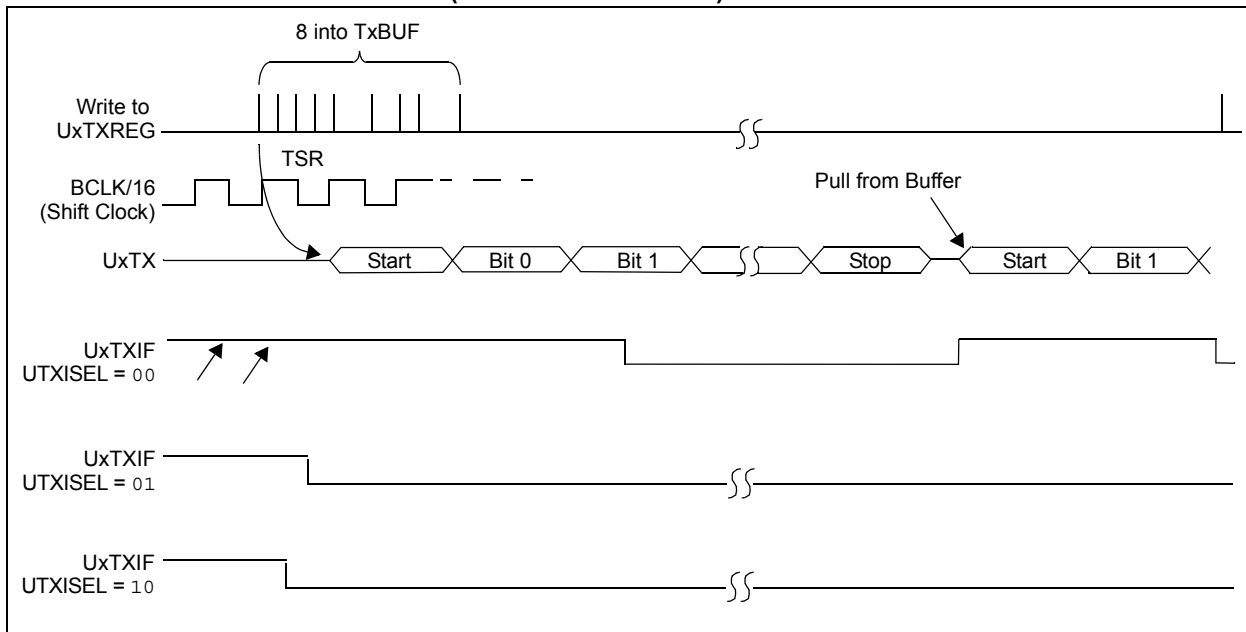 8 into TxBUF
Write to
UxTXREG
TSR
BCLK/16
(Shift Clock)
Pull from Buffer
UxTX
Start
Bit 0
Bit 1
Stop
Start
Bit 1
UxTXIF
UTXISEL = 00
UxTXIF
UTXISEL = 01
UxTXIF
UTXISEL = 10